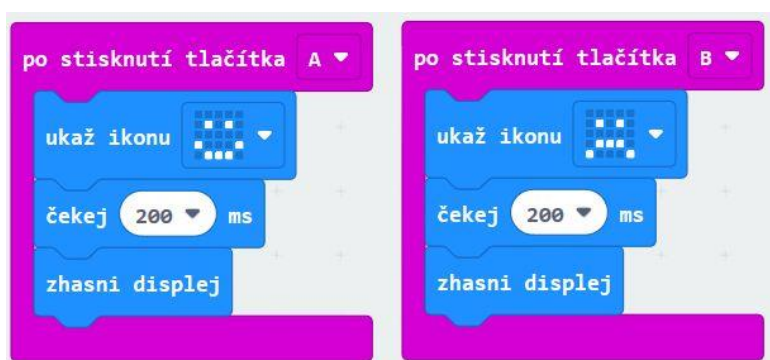 po stisknutí tlačítka A
ukaž ikonu
čekej 200 ms
zhasni displej
po stisknutí tlačítka B
ukaž ikonu
čekej 200 ms
zhasni displej